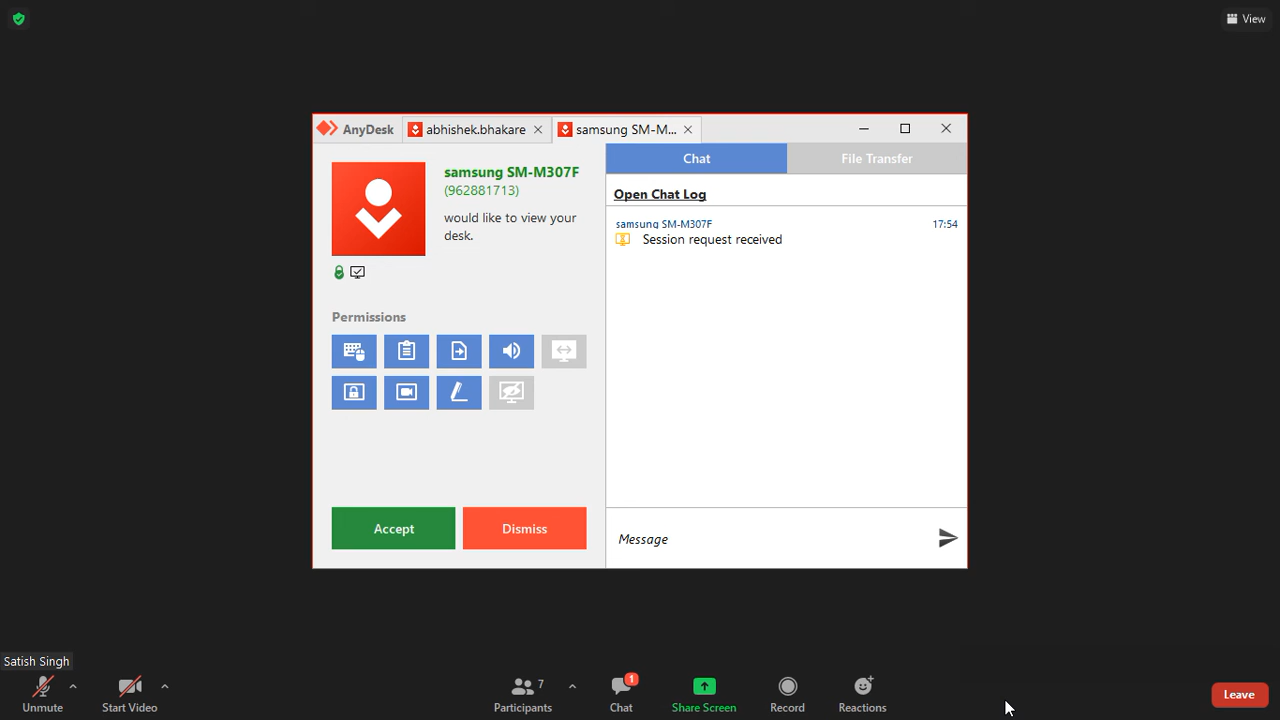 View
AnyDesk
abhishek.bhakare
samsung SM-M...
samsung SM-M307F
(962881713)
would like to view your
desk.
Permissions
Accept
Dismiss
Chat
File Transfer
Open Chat Log
samsung SM-M307F
17:54
Session request received
Message
Satish Singh
Unmute
Start Video
7
Participants
1
Chat
Share Screen
Record
Reactions
Leave